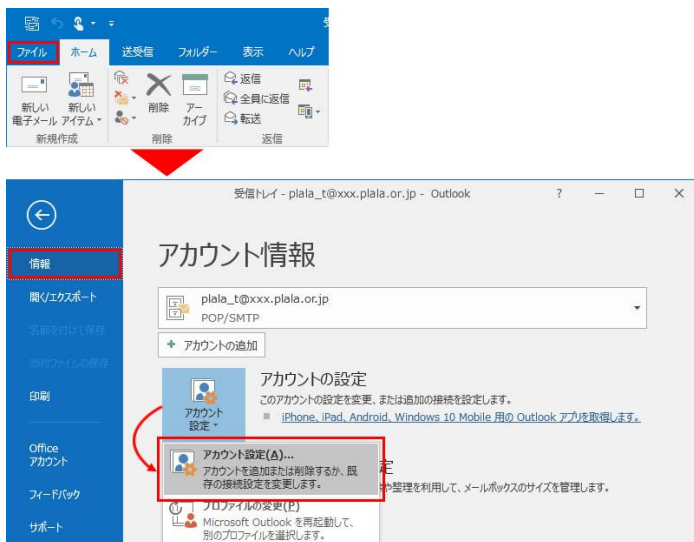 受
ファイル ホーム 送受信 フォルダー 表示 ヘルプ
新しい
電子メール
新しい
アイテム
新規作成
削除
アー
カイブ
削除
返信
全員に返信
転送
返信
受信トレイ - plala_t@xxx.plala.or.jp - Outlook ?
情報
開く/エクスポート
名前を付けて保存
添付ファイルの保存
印刷
Office
アカウント
フィードバック
サポート
アカウント情報
plala_t@xxx.plala.or.jp
POP/SMTP
アカウントの追加
アカウント
設定
アカウントの設定
このアカウントの設定を変更、または追加の接続を設定します。
iPhone、iPad、Android、Windows 10 Mobile 用の Outlook アプリを取得します。
アカウント設定(A)...
アカウントを追加または削除するか、既
存の接続設定を変更します。
定
や整理を利用して、メールボックスのサイズを管理します。
プロファイルの変更(P)
Microsoft Outlook を再起動して、
別のプロファイルを選択します。